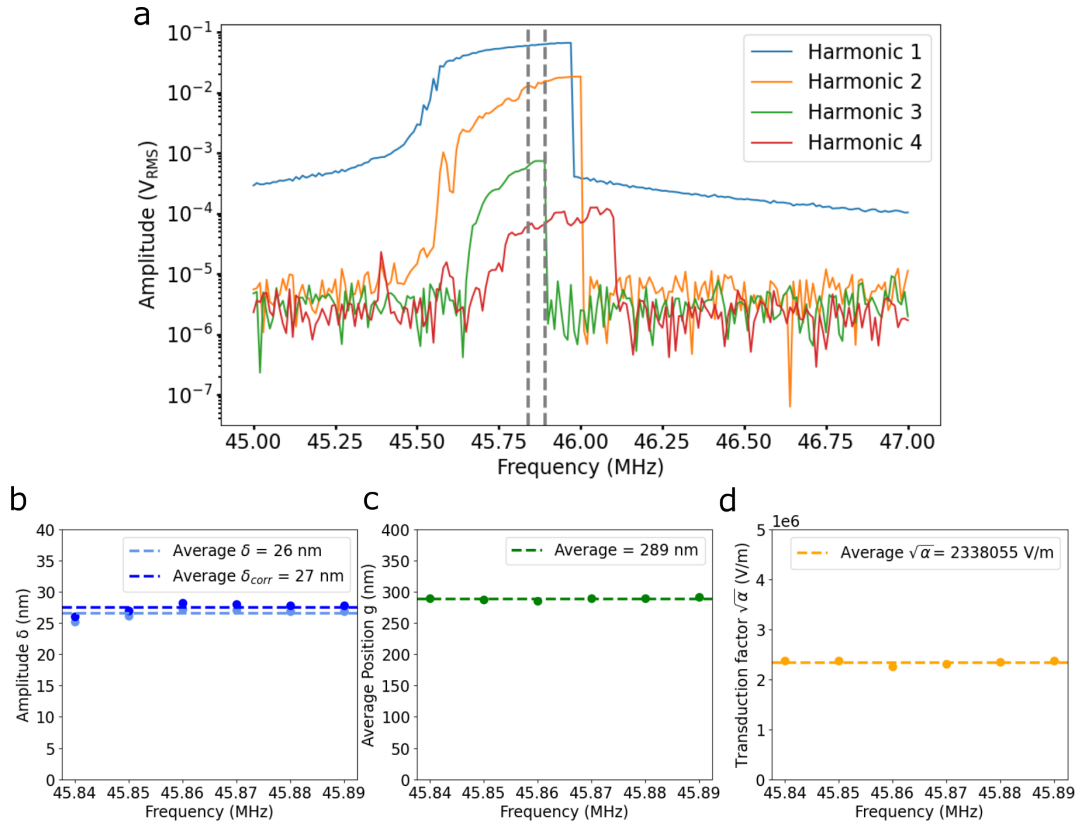 a
Amplitude (V_RMS)
10⁻¹
10⁻²
10⁻³
10⁻⁴
10⁻⁵
10⁻⁶
10⁻⁷
Harmonic 1
Harmonic 2
Harmonic 3
Harmonic 4
45.00 45.25 45.50 45.75 46.00 46.25 46.50 46.75 47.00
Frequency (MHz)
b
Amplitude δ (nm)
40
35
30
25
20
15
10
5
0
Average δ = 26 nm
Average δ_corr = 27 nm
45.84 45.85 45.86 45.87 45.88 45.89
Frequency (MHz)
c
Average Position g (nm)
400
350
300
250
200
150
100
50
0
Average = 289 nm
45.84 45.85 45.86 45.87 45.88 45.89
Frequency (MHz)
d
Transduction factor √α (V/m)
1e6
5
4
3
2
1
0
Average √α = 2338055 V/m
45.84 45.85 45.86 45.87 45.88 45.89
Frequency (MHz)